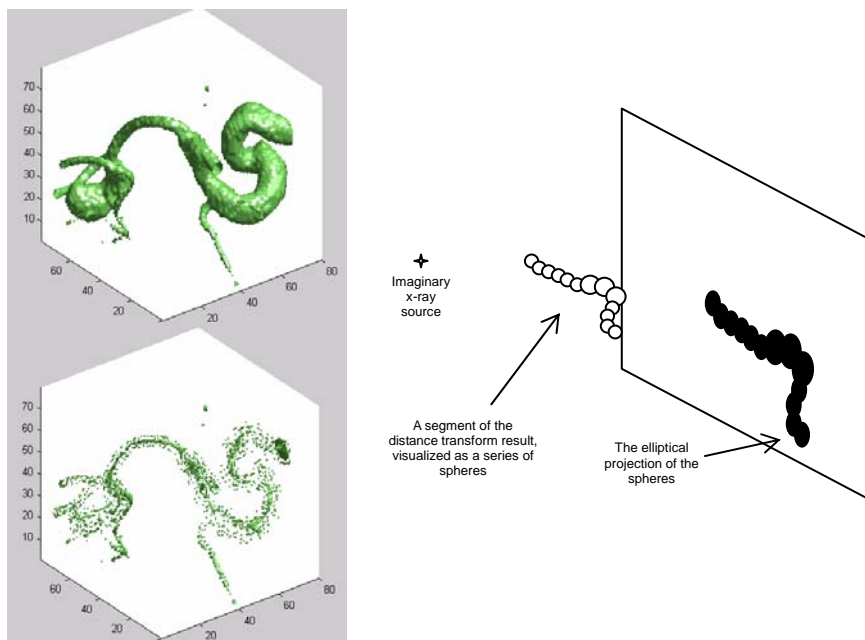 70
60
50
40
30
20
10
60
40
20
20
40
60
80
70
60
50
40
30
20
10
60
40
20
20
40
60
80
Imaginary
x-ray
source
A segment of the
distance transform result,
visualized as a series of
spheres
The elliptical
projection of the
spheres